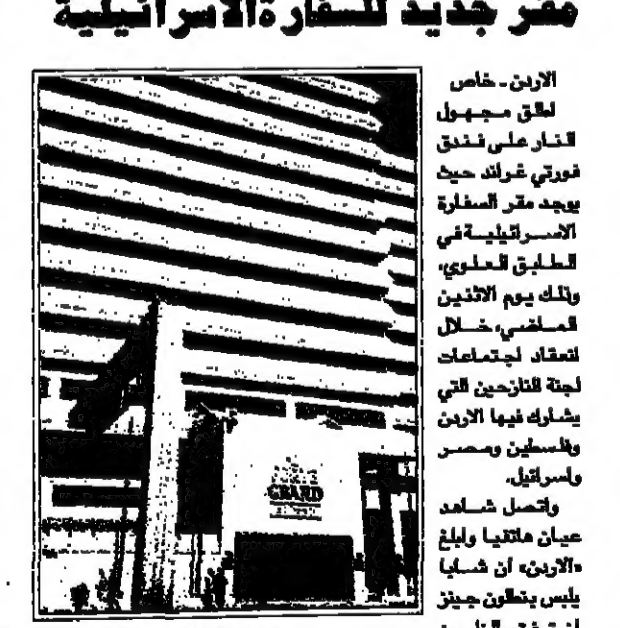 مقر جديد للسفارة الاسرائيلية
الاردن - خاص
اطلق مجهول
النار على فندق
فورتي غراند حيث
يوجد مقر السفارة
الاسرائيلية في
الطابق العلوي،
وذلك يوم الاثنين
الماضي، خلال
انعقاد اجتماعات
لجنة النازحين التي
يشارك فيها الاردن
وفلسطين ومصر
واسرائيل.
واتصل شاهد
عيان هاتفيا وابلغ
«الاردن» ان شابا
يلبس بنطلون جينز
GRAND